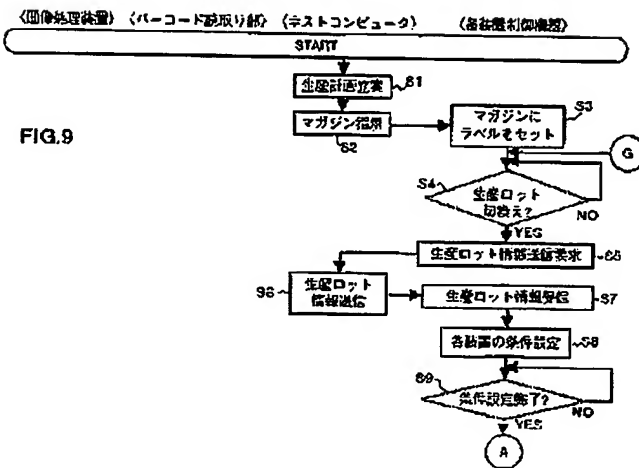 〈画像処理装置〉 〈バーコード読取り部〉 〈ホストコンピュータ〉 〈各装置制御機器〉
START
生産計画立案
S1
マガジン
S2
マガジンに
ラベルをセット
S3
G
S4
生産ロット
切換え?
NO
YES
生産ロット情報送信要求
S5
S6
生産ロット
情報送信
生産ロット情報受信
S7
各装置の条件設定
S8
S9
条件設定終了?
NO
YES
A
FIG.9